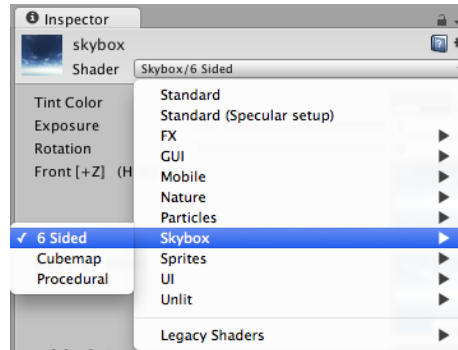 Inspector
skybox
Shader Skybox/6 Sided
Tint Color
Exposure
Rotation
Front [+Z] (H
Standard
Standard (Specular setup)
FX
GUI
Mobile
Nature
Particles
Skybox
Sprites
UI
Unlit
Legacy Shaders
✓ 6 Sided
Cubemap
Procedural